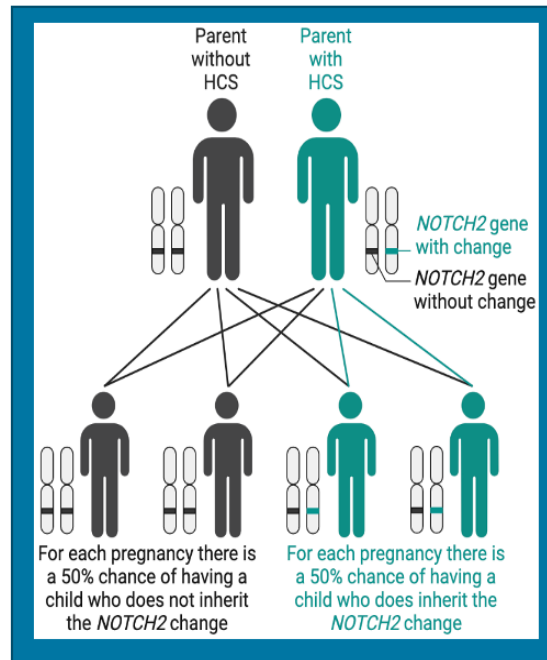 Parent
without
HCS
Parent
with
HCS
NOTCH2 gene
with change
NOTCH2 gene
without change
For each pregnancy there is
a 50% chance of having a
child who does not inherit
the NOTCH2 change
For each pregnancy there is
a 50% chance of having a
child who does inherit the
NOTCH2 change